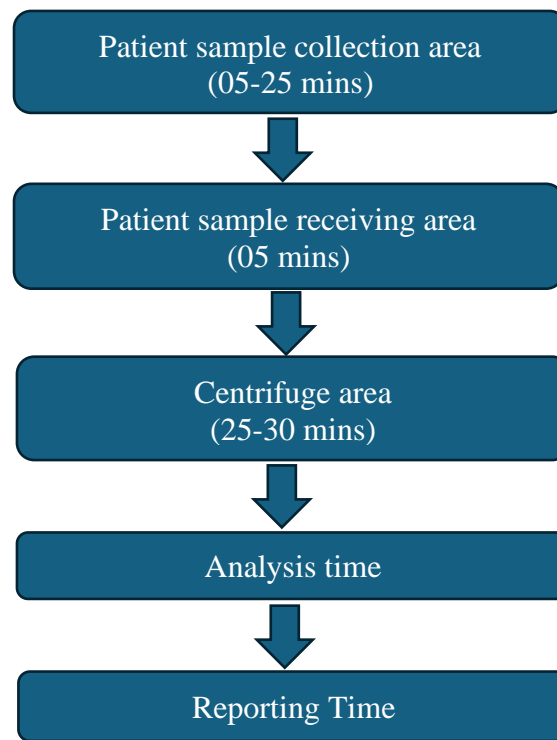 Patient sample collection area
(05-25 mins)
Patient sample receiving area
(05 mins)
Centrifuge area
(25-30 mins)
Analysis time
Reporting Time